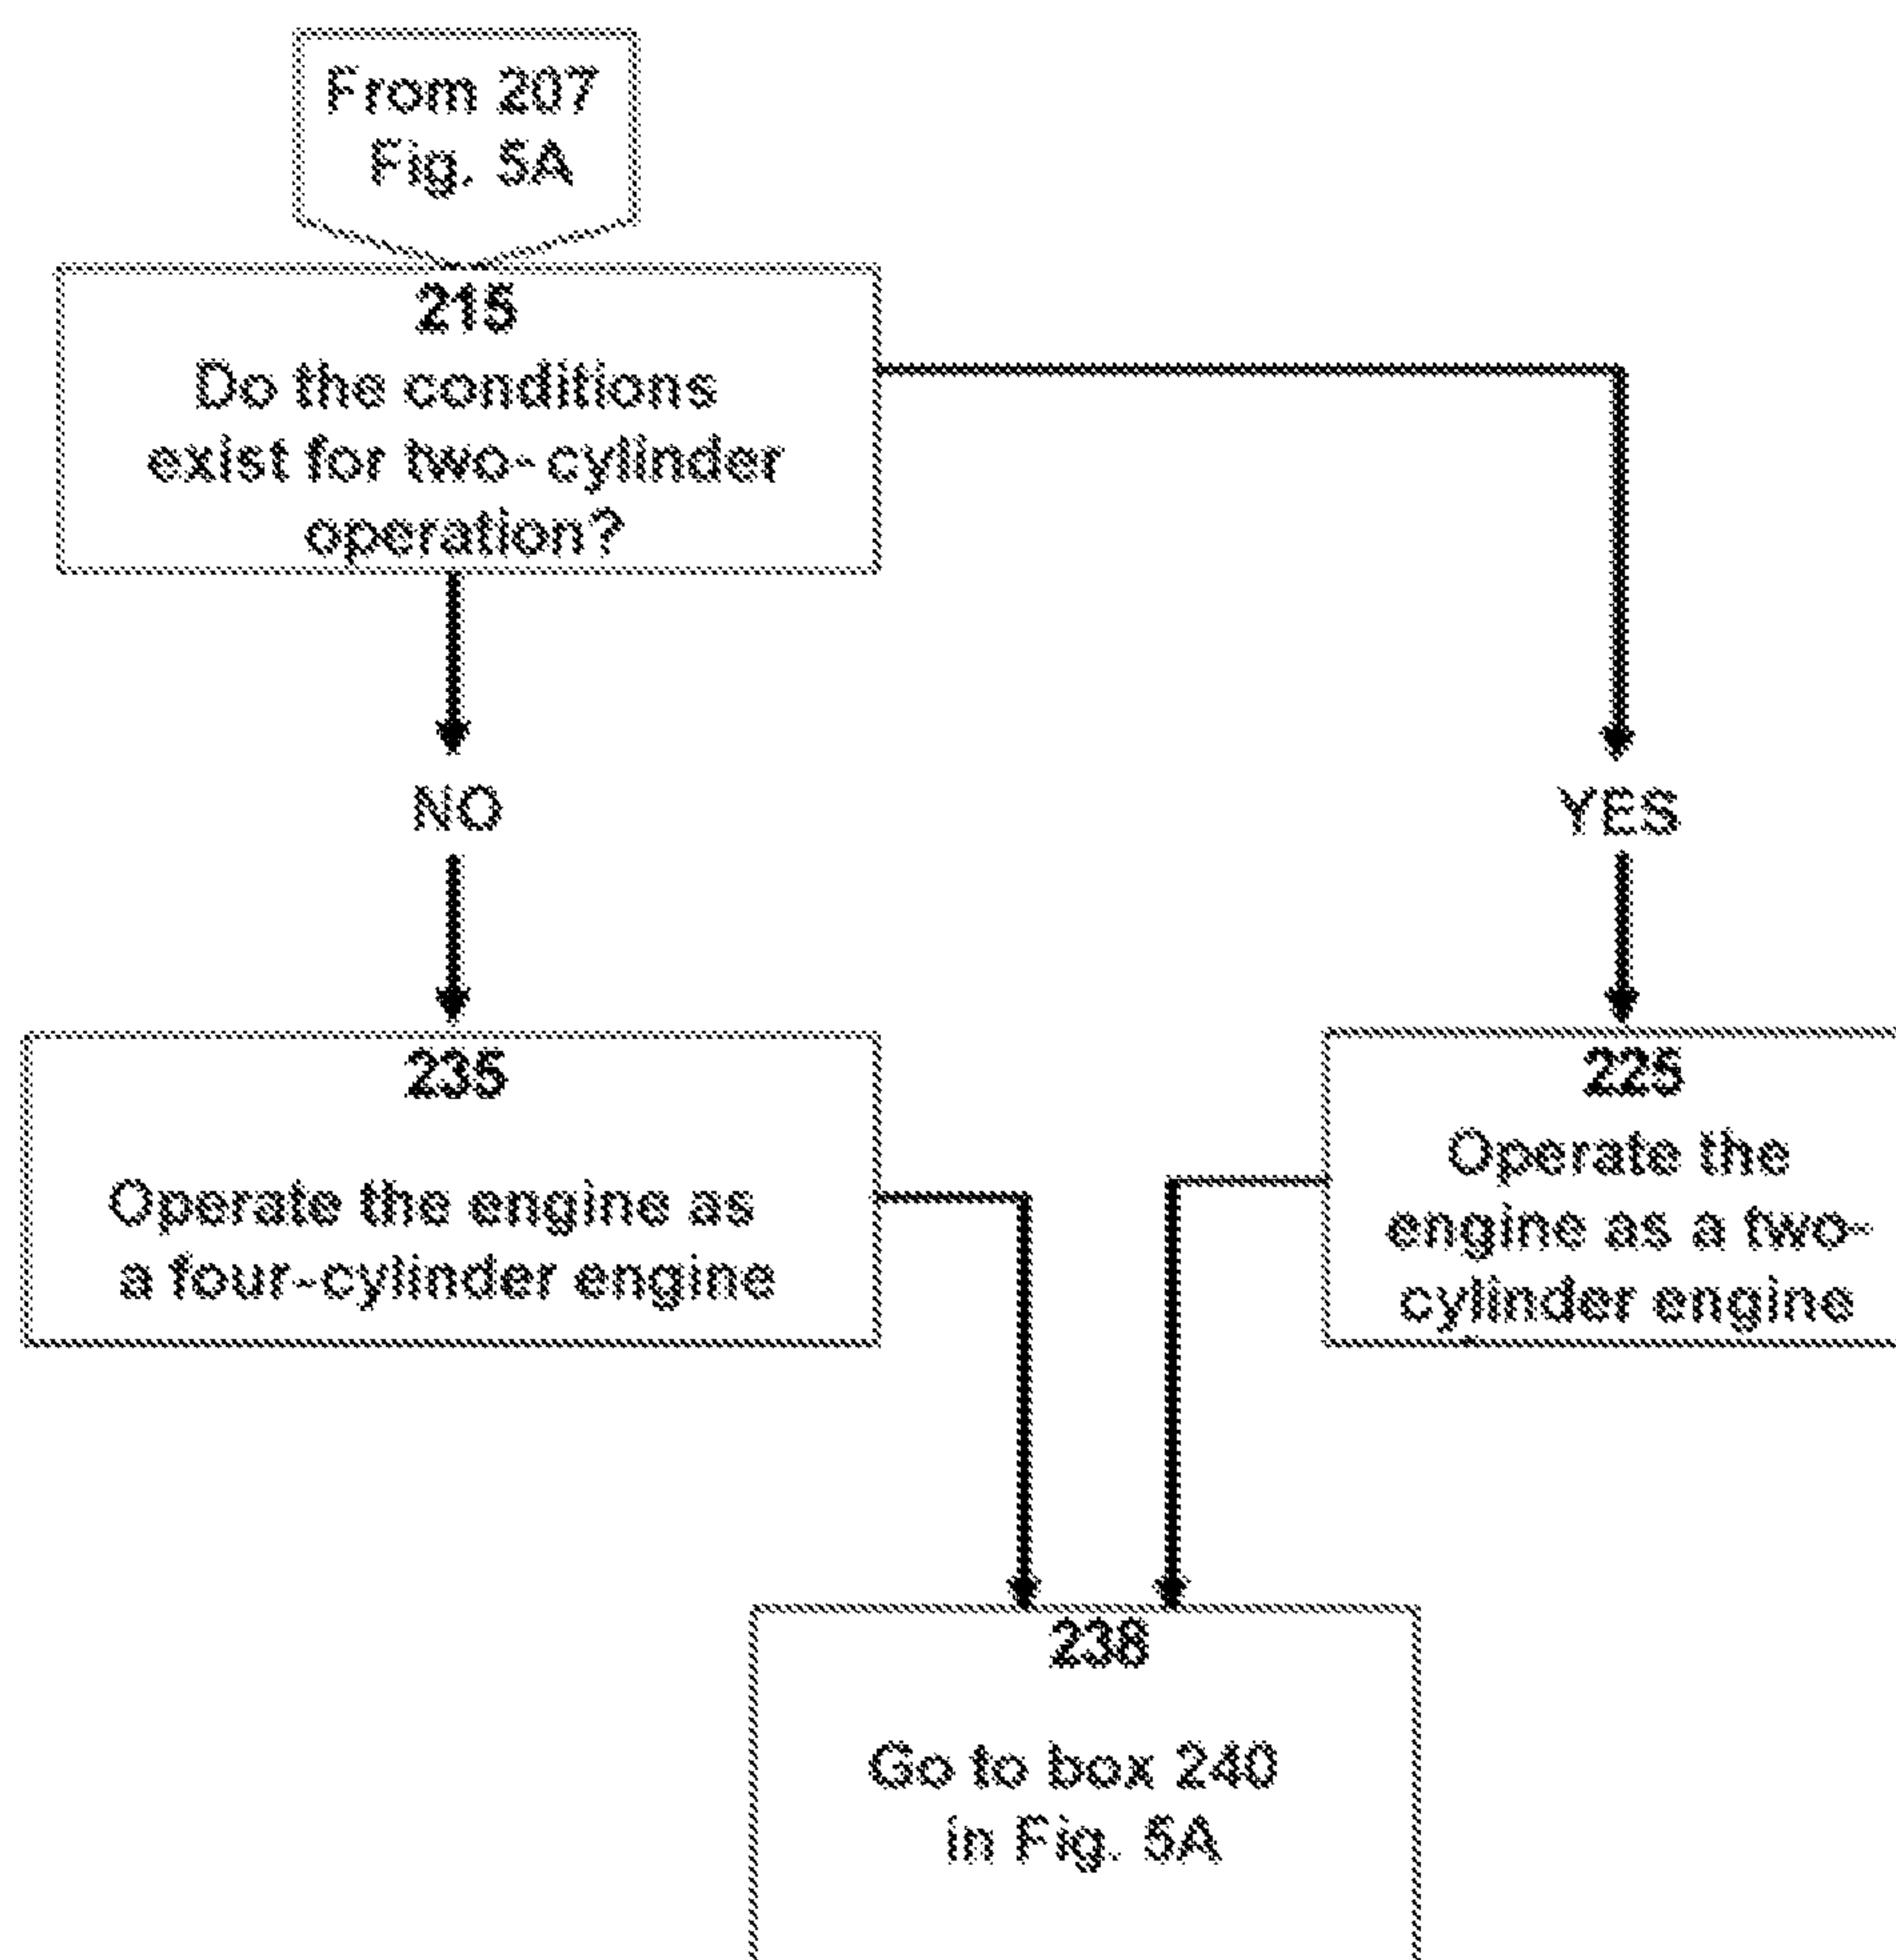 From 207
Fig. 5A
215
Do the conditions
exist for two-cylinder
operation?
NO
YES
235
Operate the engine as
a four-cylinder engine
225
Operate the
engine as a two-
cylinder engine
238
Go to box 240
in Fig. 5A